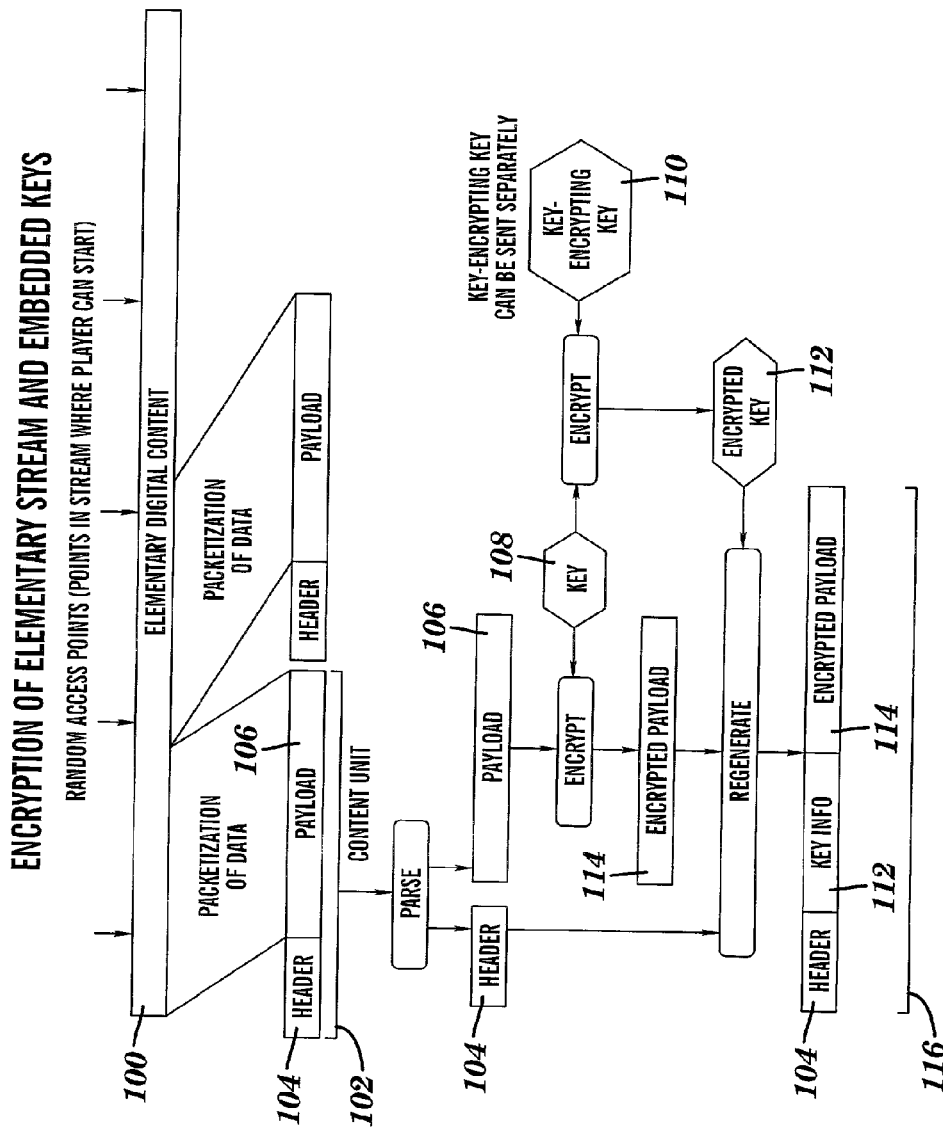 ENCRYPTION OF ELEMENTARY STREAM AND EMBEDDED KEYS
RANDOM ACCESS POINTS (POINTS IN STREAM WHERE PLAYER CAN START)
100
ELEMENTARY DIGITAL CONTENT
PACKETIZATION
OF DATA
PACKETIZATION
OF DATA
106
104
HEADER
PAYLOAD
HEADER
PAYLOAD
102
CONTENT UNIT
PARSE
KEY-ENCRYPTING KEY
CAN BE SENT SEPARATELY
104
HEADER
PAYLOAD
106
108
ENCRYPT
KEY
ENCRYPT
KEY-
ENCRYPTING
KEY
110
114
ENCRYPTED PAYLOAD
REGENERATE
ENCRYPTED
KEY
112
104
HEADER
KEY INFO
ENCRYPTED PAYLOAD
112
114
116